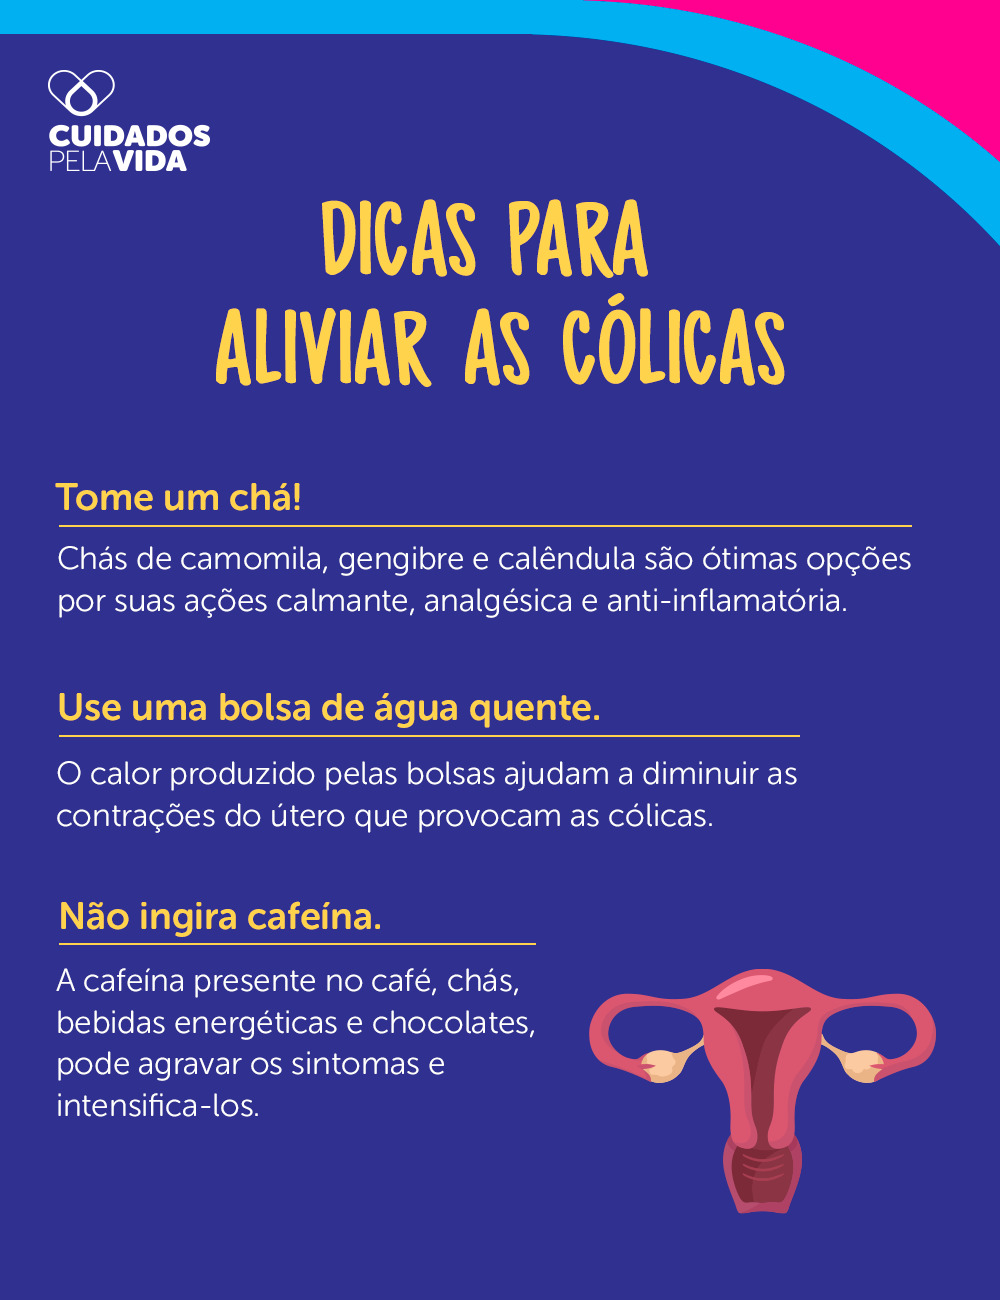 CUIDADOS
PELAVIDA
DICAS PARA
ALIVIAR AS CÓLICAS
Tome um chá!
Chás de camomila, gengibre e calêndula são ótimas opções
por suas ações calmante, analgésica e anti-inflamatória.
Use uma bolsa de água quente.
O calor produzido pelas bolsas ajudam a diminuir as
contrações do útero que provocam as cólicas.
Não ingira cafeína.
A cafeína presente no café, chás,
bebidas energéticas e chocolates,
pode agravar os sintomas e
intensifica-los.